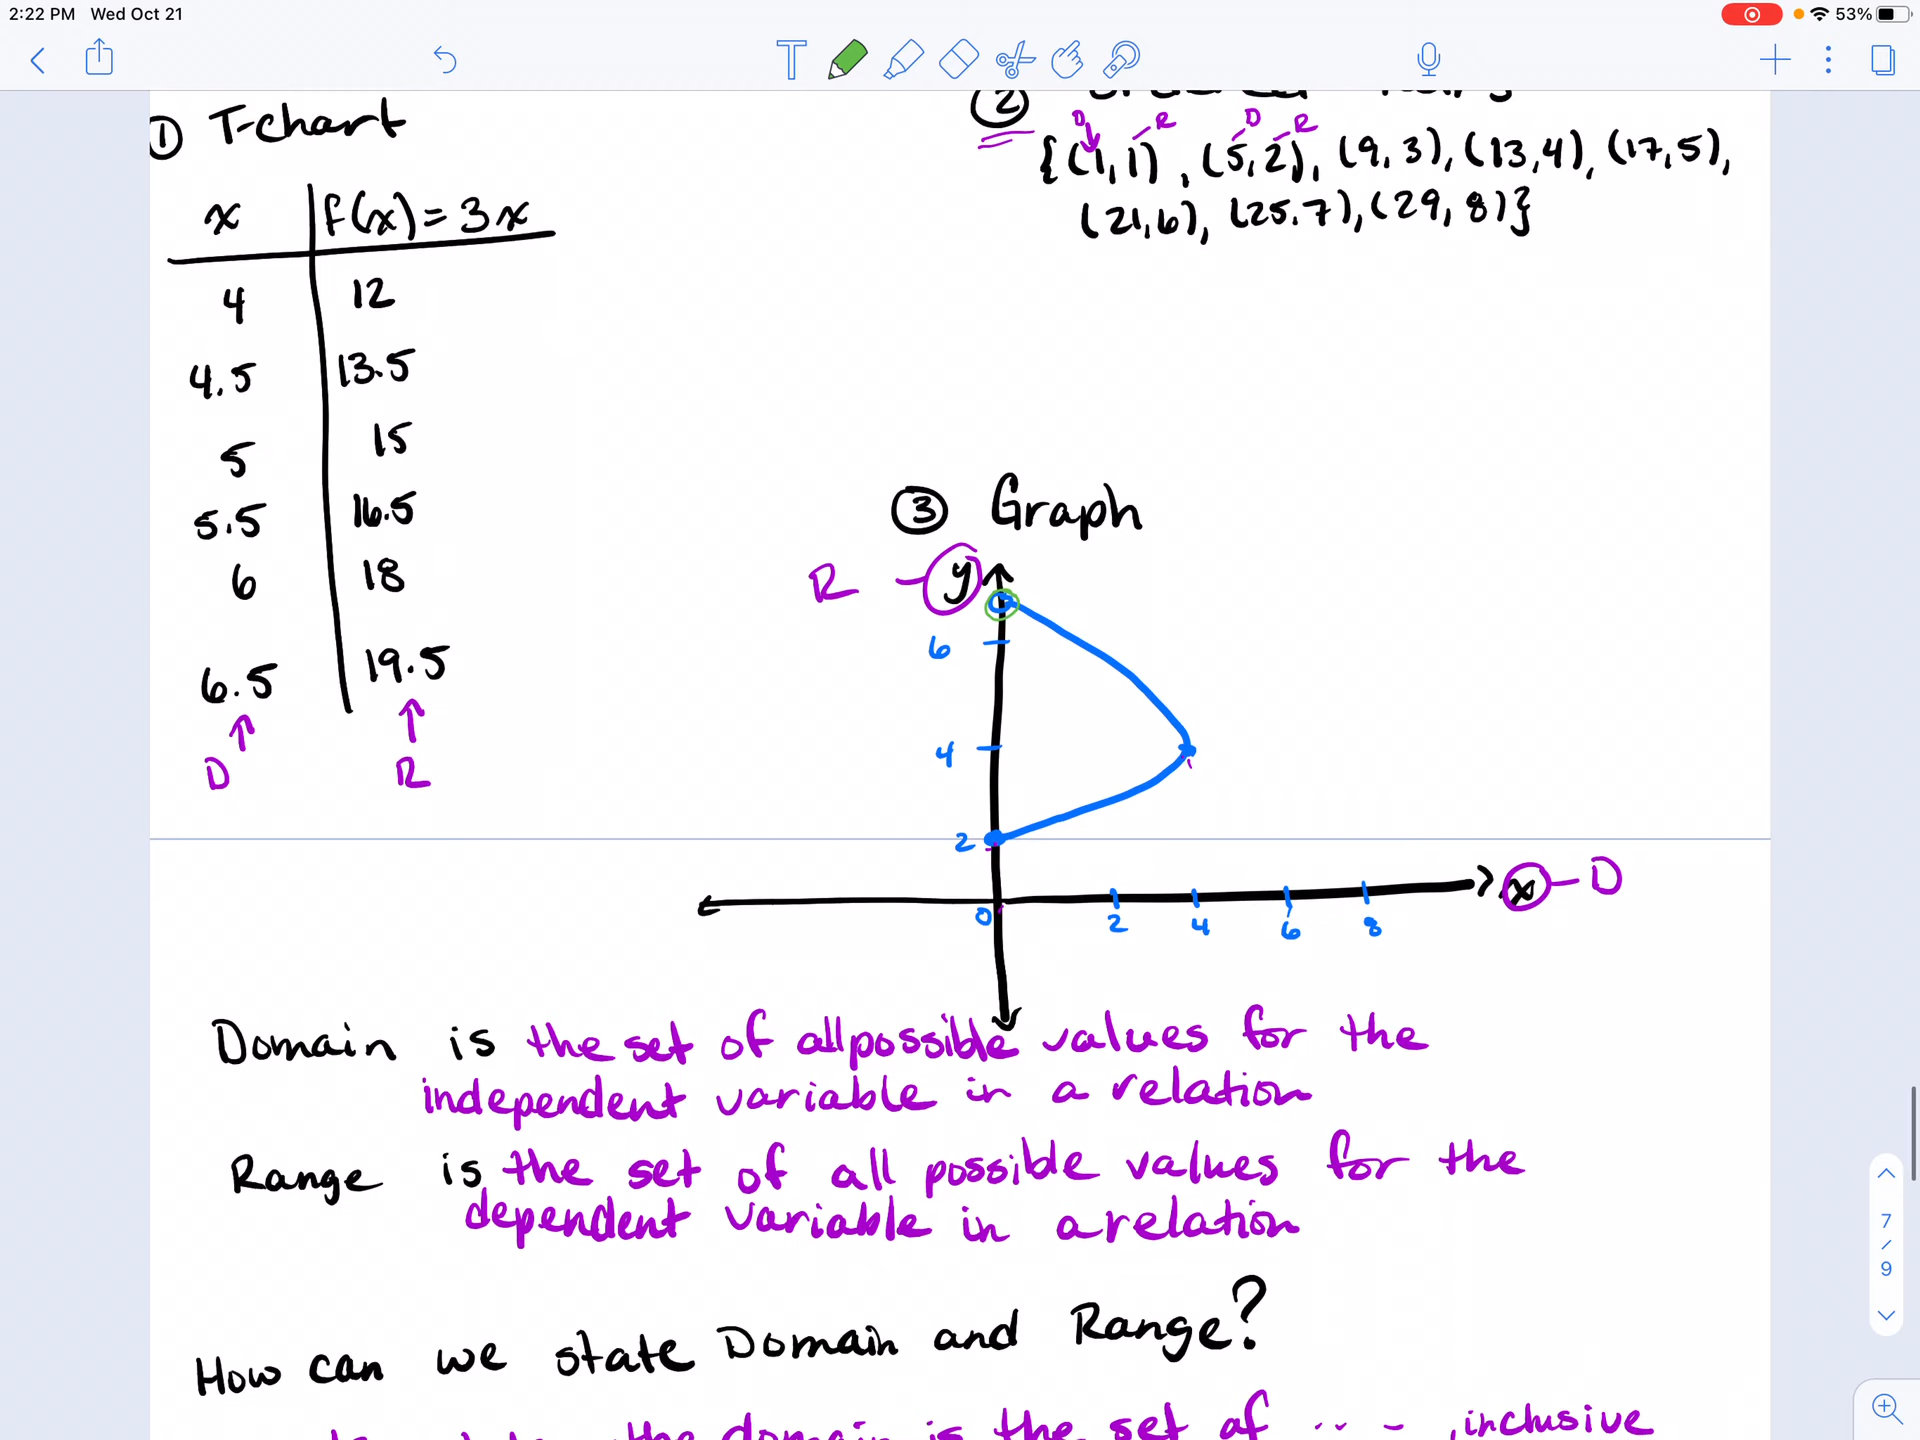 2:22 PM Wed Oct 21
53%
① T-chart
x f(x) = 3x
4 12
4.5 13.5
5 15
5.5 16.5
6 18
6.5 19.5
D R
②
D R D R
{(1,1), (5,2), (9,3), (13,4), (17,5),
(21,6), (25,7), (29,8)}
③ Graph
R y
6
4
2
0 2 4 6 8
x D
Domain is the set of all possible values for the
independent variable in a relation
Range is the set of all possible values for the
dependent variable in a relation
How can we state Domain and Range?
the domain is the set of .... , inclusive
7
/
9